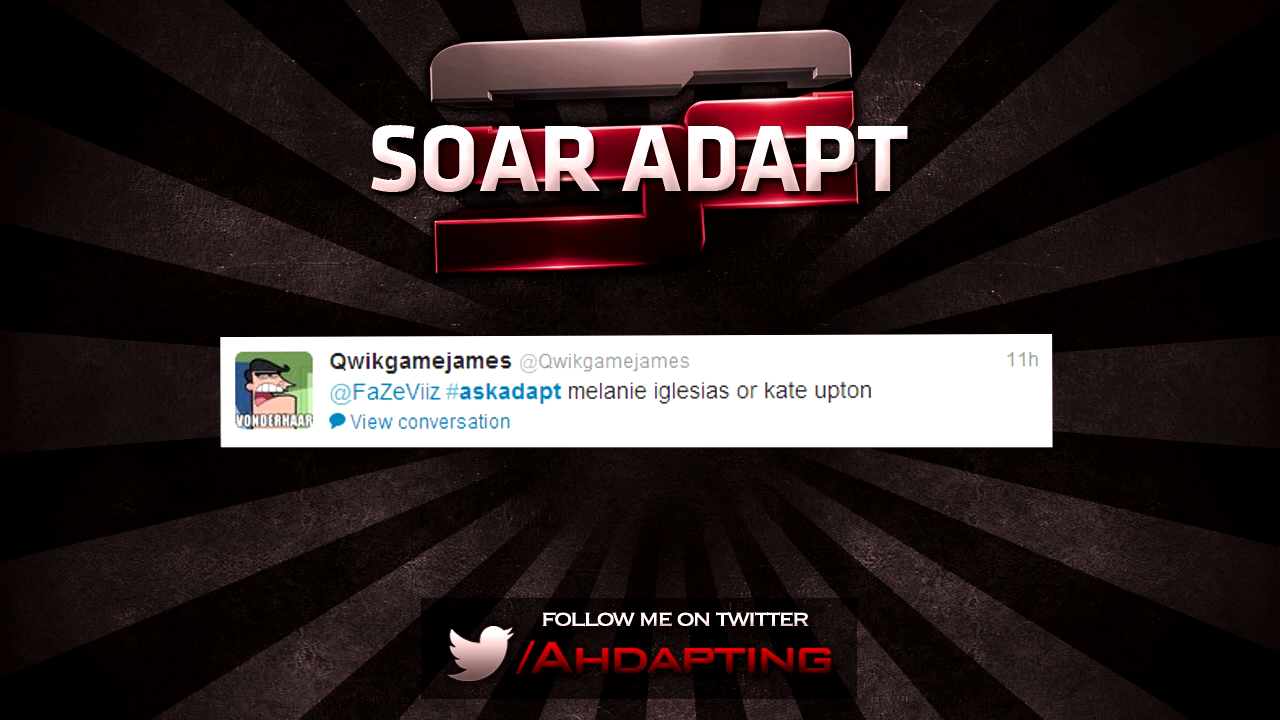 SOAR ADAPT
Qwikgamejames @Qwikgamejames 11h
@FaZeViiz #askadapt melanie iglesias or kate upton
VONDERHAAR
View conversation
FOLLOW ME ON TWITTER
/AHDAPTING